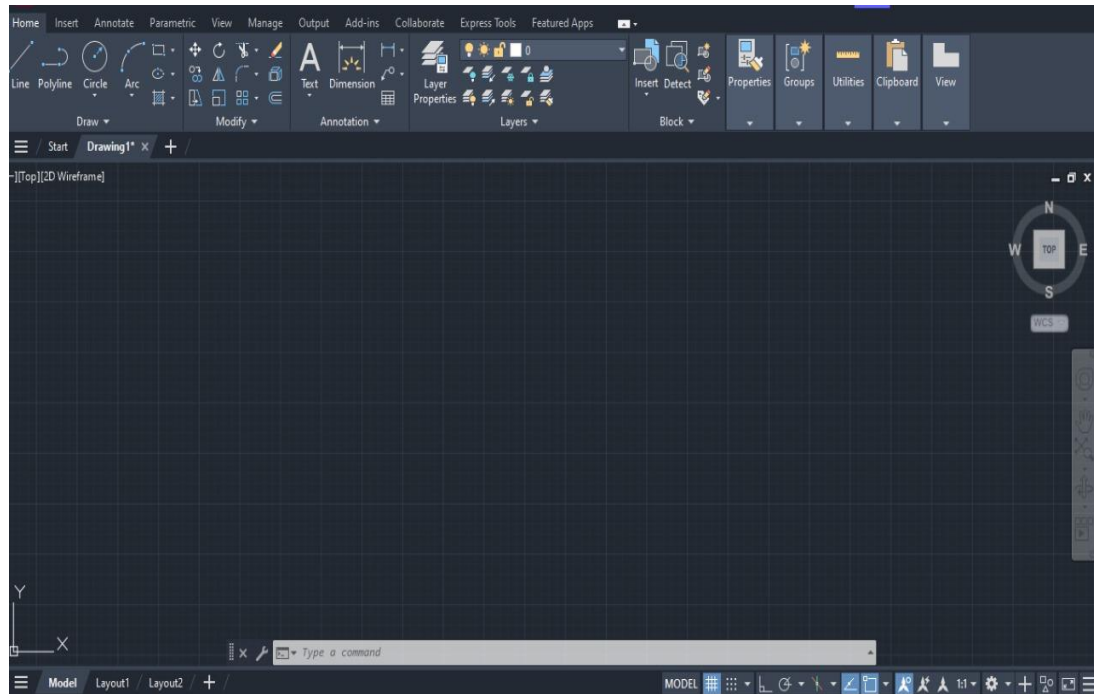 Home Insert Annotate Parametric View Manage Output Add-ins Collaborate Express Tools Featured Apps
0
Line Polyline Circle Arc Text Dimension Layer Properties Insert Detect Properties Groups Utilities Clipboard View
Draw Modify Annotation Layers Block
Start Drawing1*
][Top][2D Wireframe]
N
W TOP E
S
WCS
Y
X
Type a command
Model Layout1 Layout2 MODEL 1:1